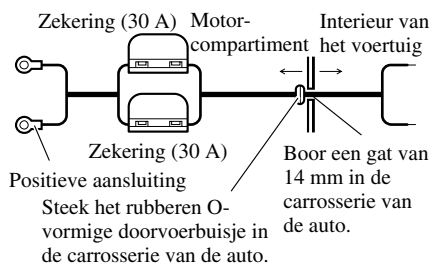 Zekering (30 A)
Motor-
compartiment
Interieur van
het voertuig
Zekering (30 A)
Positieve aansluiting
Steek het rubberen O-
vormige doorvoerbuisje in
de carrosserie van de auto.
Boor een gat van
14 mm in de
carrosserie van
de auto.